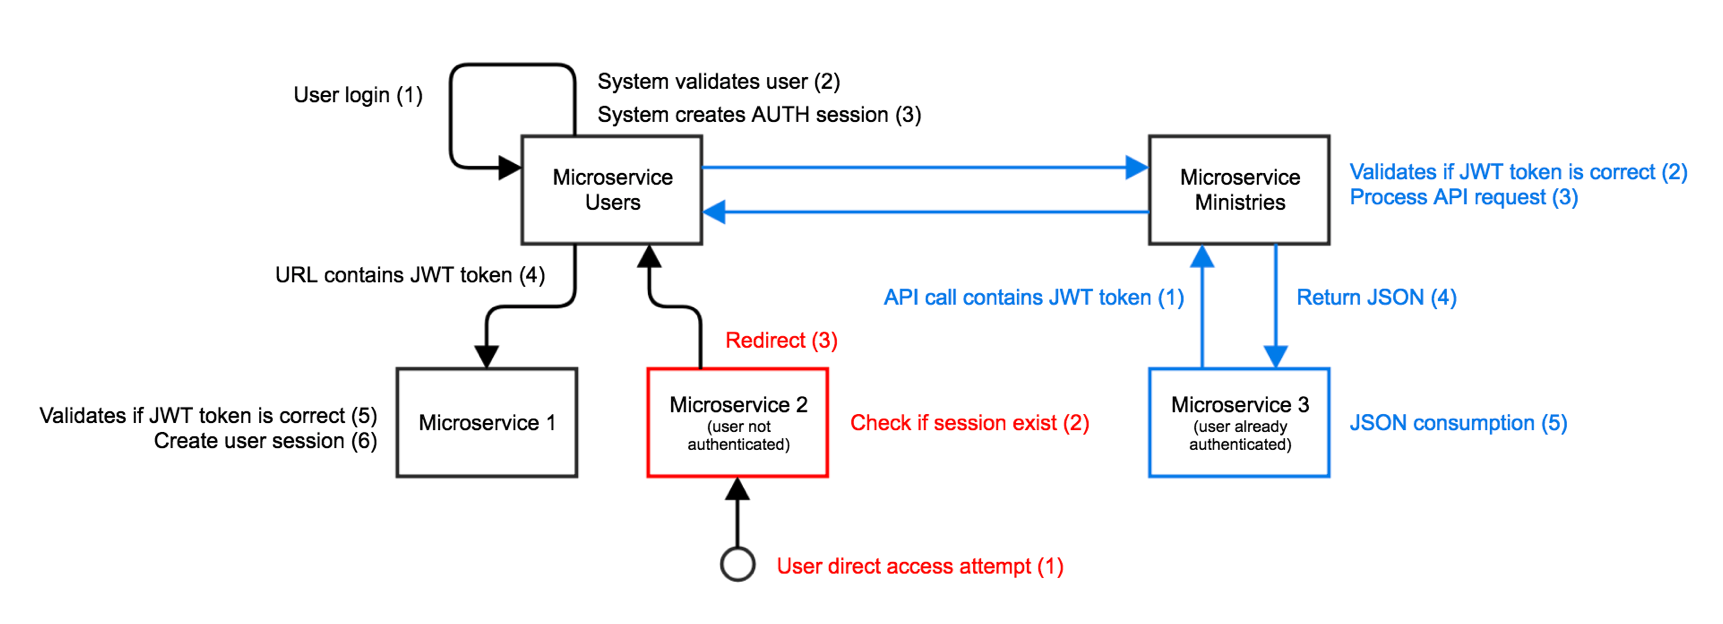 User login (1)
System validates user (2)
System creates AUTH session (3)
Microservice
Users
Microservice
Ministries
Validates if JWT token is correct (2)
Process API request (3)
URL contains JWT token (4)
API call contains JWT token (1)
Return JSON (4)
Redirect (3)
Validates if JWT token is correct (5)
Create user session (6)
Microservice 1
Microservice 2
(user not
authenticated)
Check if session exist (2)
Microservice 3
(user already
authenticated)
JSON consumption (5)
User direct access attempt (1)